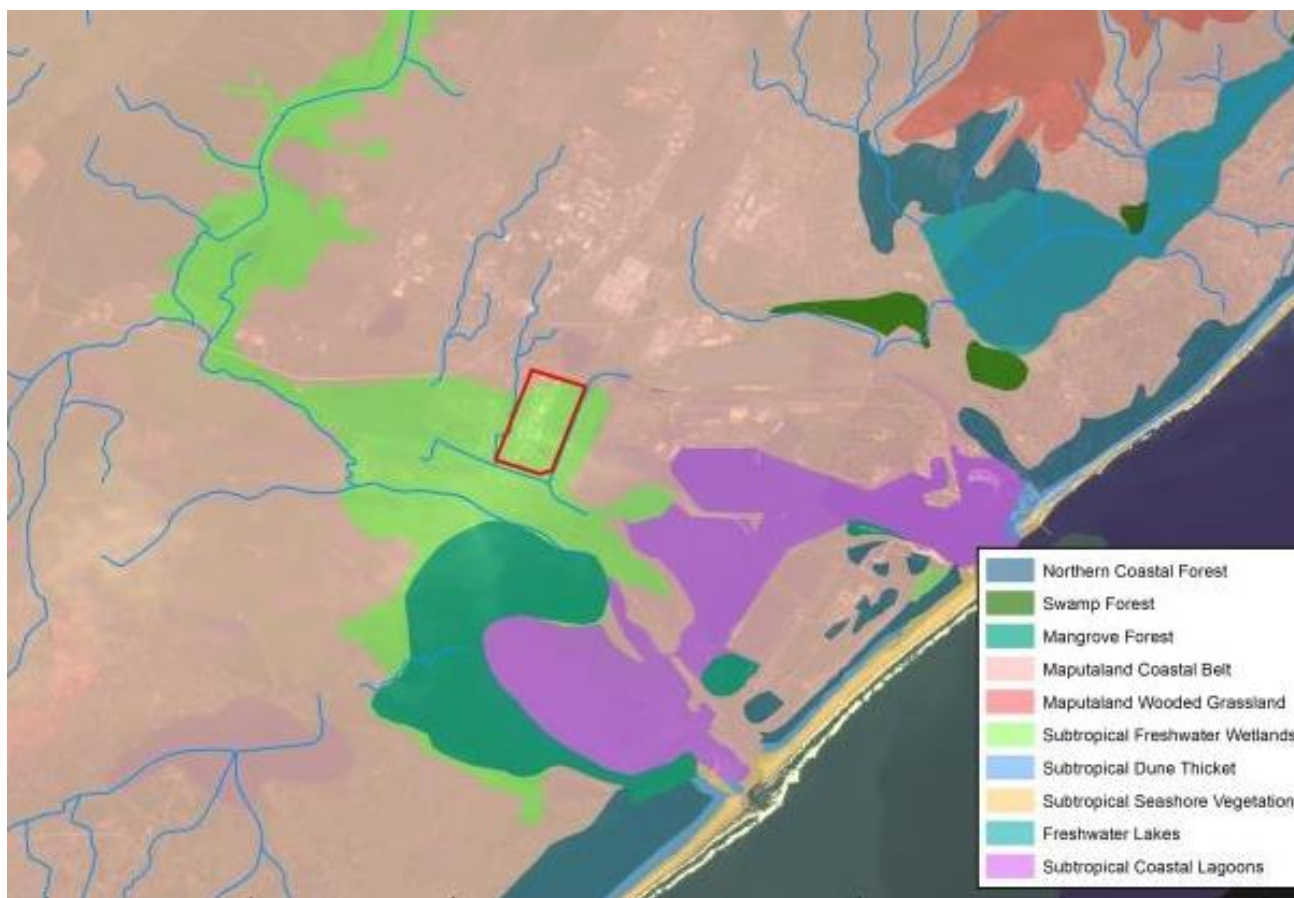 Northern Coastal Forest
Swamp Forest
Mangrove Forest
Maputaland Coastal Belt
Maputaland Wooded Grassland
Subtropical Freshwater Wetlands
Subtropical Dune Thicket
Subtropical Seashore Vegetation
Freshwater Lakes
Subtropical Coastal Lagoons